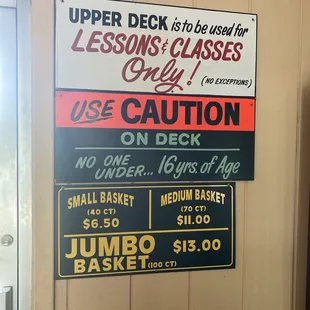 UPPER DECK is to be used for
LESSONS & CLASSES
Only! (NO EXCEPTIONS)
USE CAUTION
ON DECK
NO ONE
UNDER... 16 yrs. of Age
SMALL BASKET
(40 CT)
$6.50
MEDIUM BASKET
(70 CT)
$11.00
JUMBO
BASKET (100 CT)
$13.00